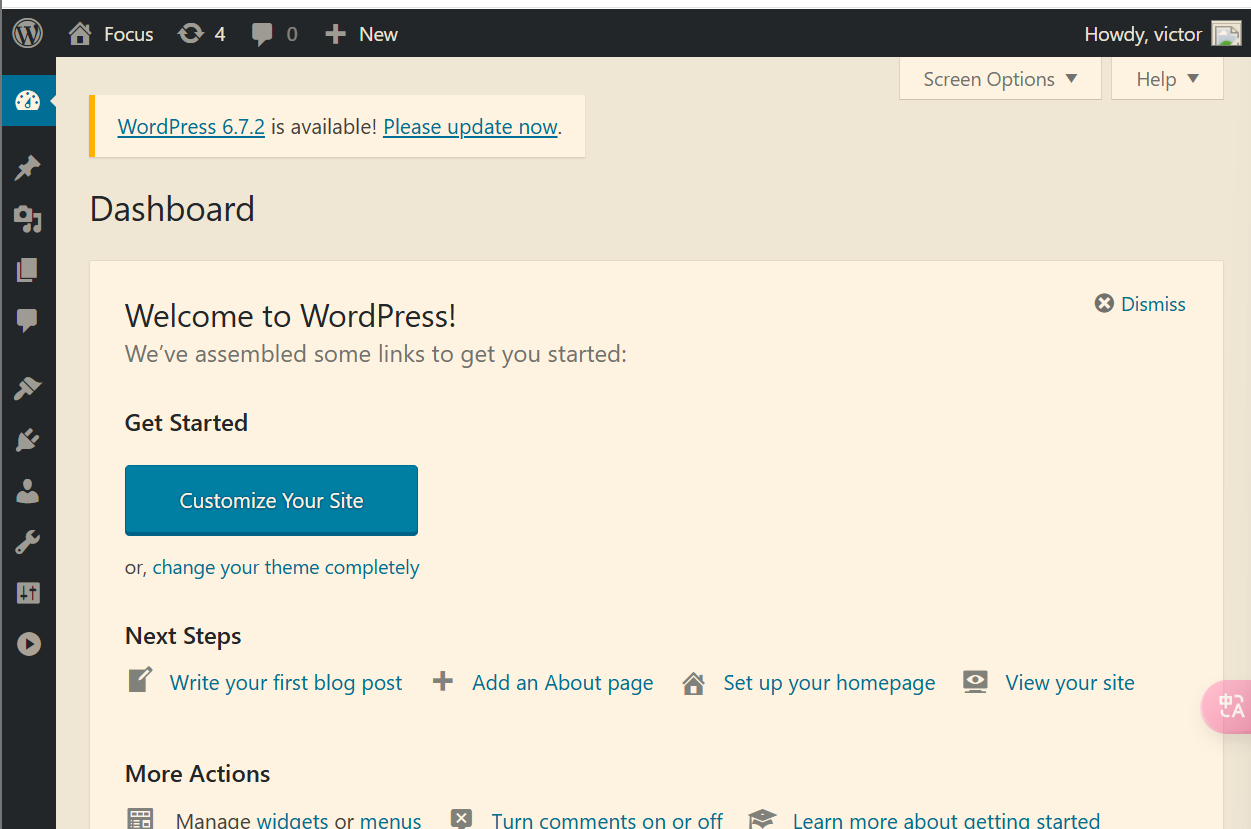 Focus 4 0 New Howdy, victor
Screen Options Help
WordPress 6.7.2 is available! Please update now.
Dashboard
Welcome to WordPress!
Dismiss
We’ve assembled some links to get you started:
Get Started
Customize Your Site
or, change your theme completely
Next Steps
Write your first blog post Add an About page Set up your homepage View your site
中 A
More Actions
Manage widgets or menus Turn comments on or off Learn more about getting started